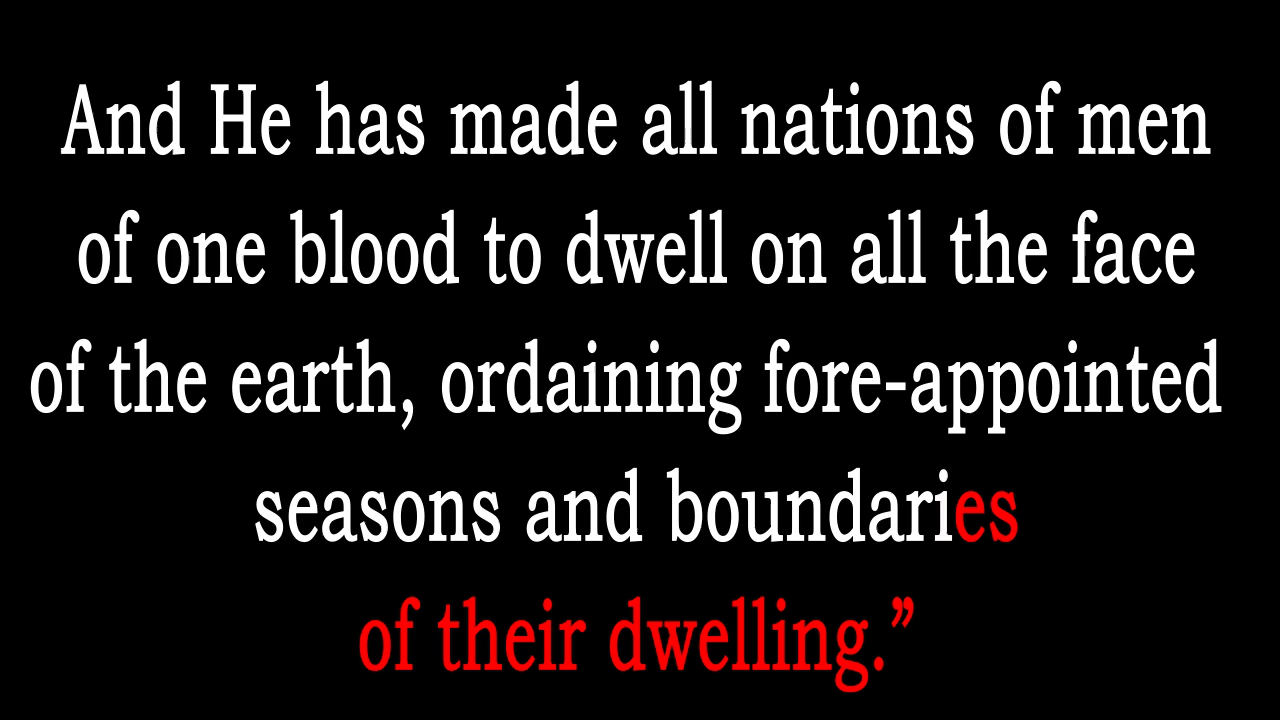 And He has made all nations of men
of one blood to dwell on all the face
of the earth, ordaining fore-appointed
seasons and boundaries
of their dwelling.”